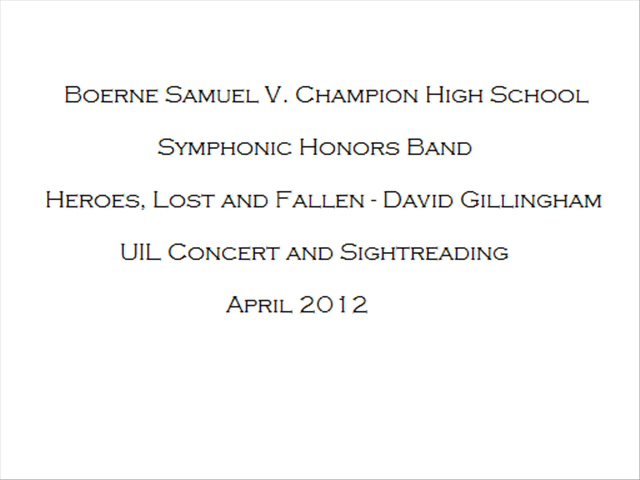 Boerne Samuel V. Champion High School
Symphonic Honors Band
Heroes, Lost and Fallen - David Gillingham
UIL Concert and Sightreading
April 2012